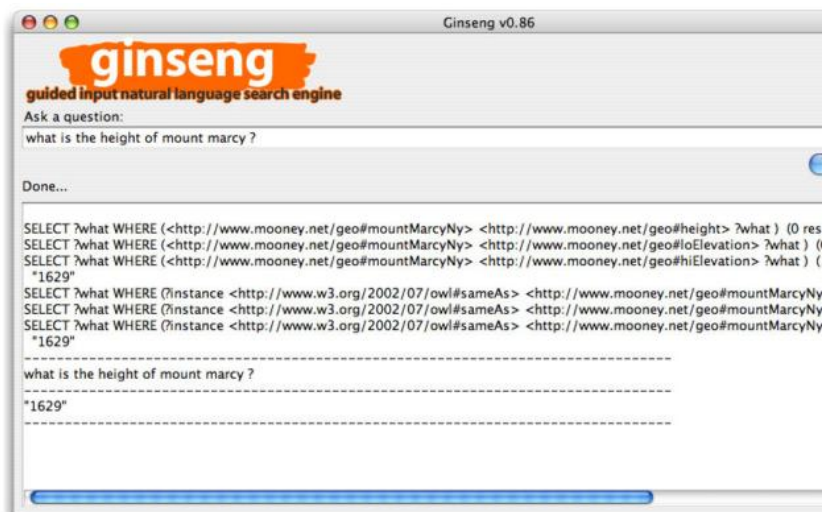 Ginseng v0.86
ginseng
guided input natural language search engine
Ask a question:
what is the height of mount marcy ?
Done...
SELECT ?what WHERE (<http://www.mooney.net/geo#mountMarcyNy> <http://www.mooney.net/geo#height> ?what ) (0 res
SELECT ?what WHERE (<http://www.mooney.net/geo#mountMarcyNy> <http://www.mooney.net/geo#loElevation> ?what ) (
SELECT ?what WHERE (<http://www.mooney.net/geo#mountMarcyNy> <http://www.mooney.net/geo#hiElevation> ?what ) (
"1629"
SELECT ?what WHERE (?instance <http://www.w3.org/2002/07/owl#sameAs> <http://www.mooney.net/geo#mountMarcyNy
SELECT ?what WHERE (?instance <http://www.w3.org/2002/07/owl#sameAs> <http://www.mooney.net/geo#mountMarcyNy
SELECT ?what WHERE (?instance <http://www.w3.org/2002/07/owl#sameAs> <http://www.mooney.net/geo#mountMarcyNy
"1629"
--------------------------------------------------------------------------------
what is the height of mount marcy ?
--------------------------------------------------------------------------------
"1629"
--------------------------------------------------------------------------------